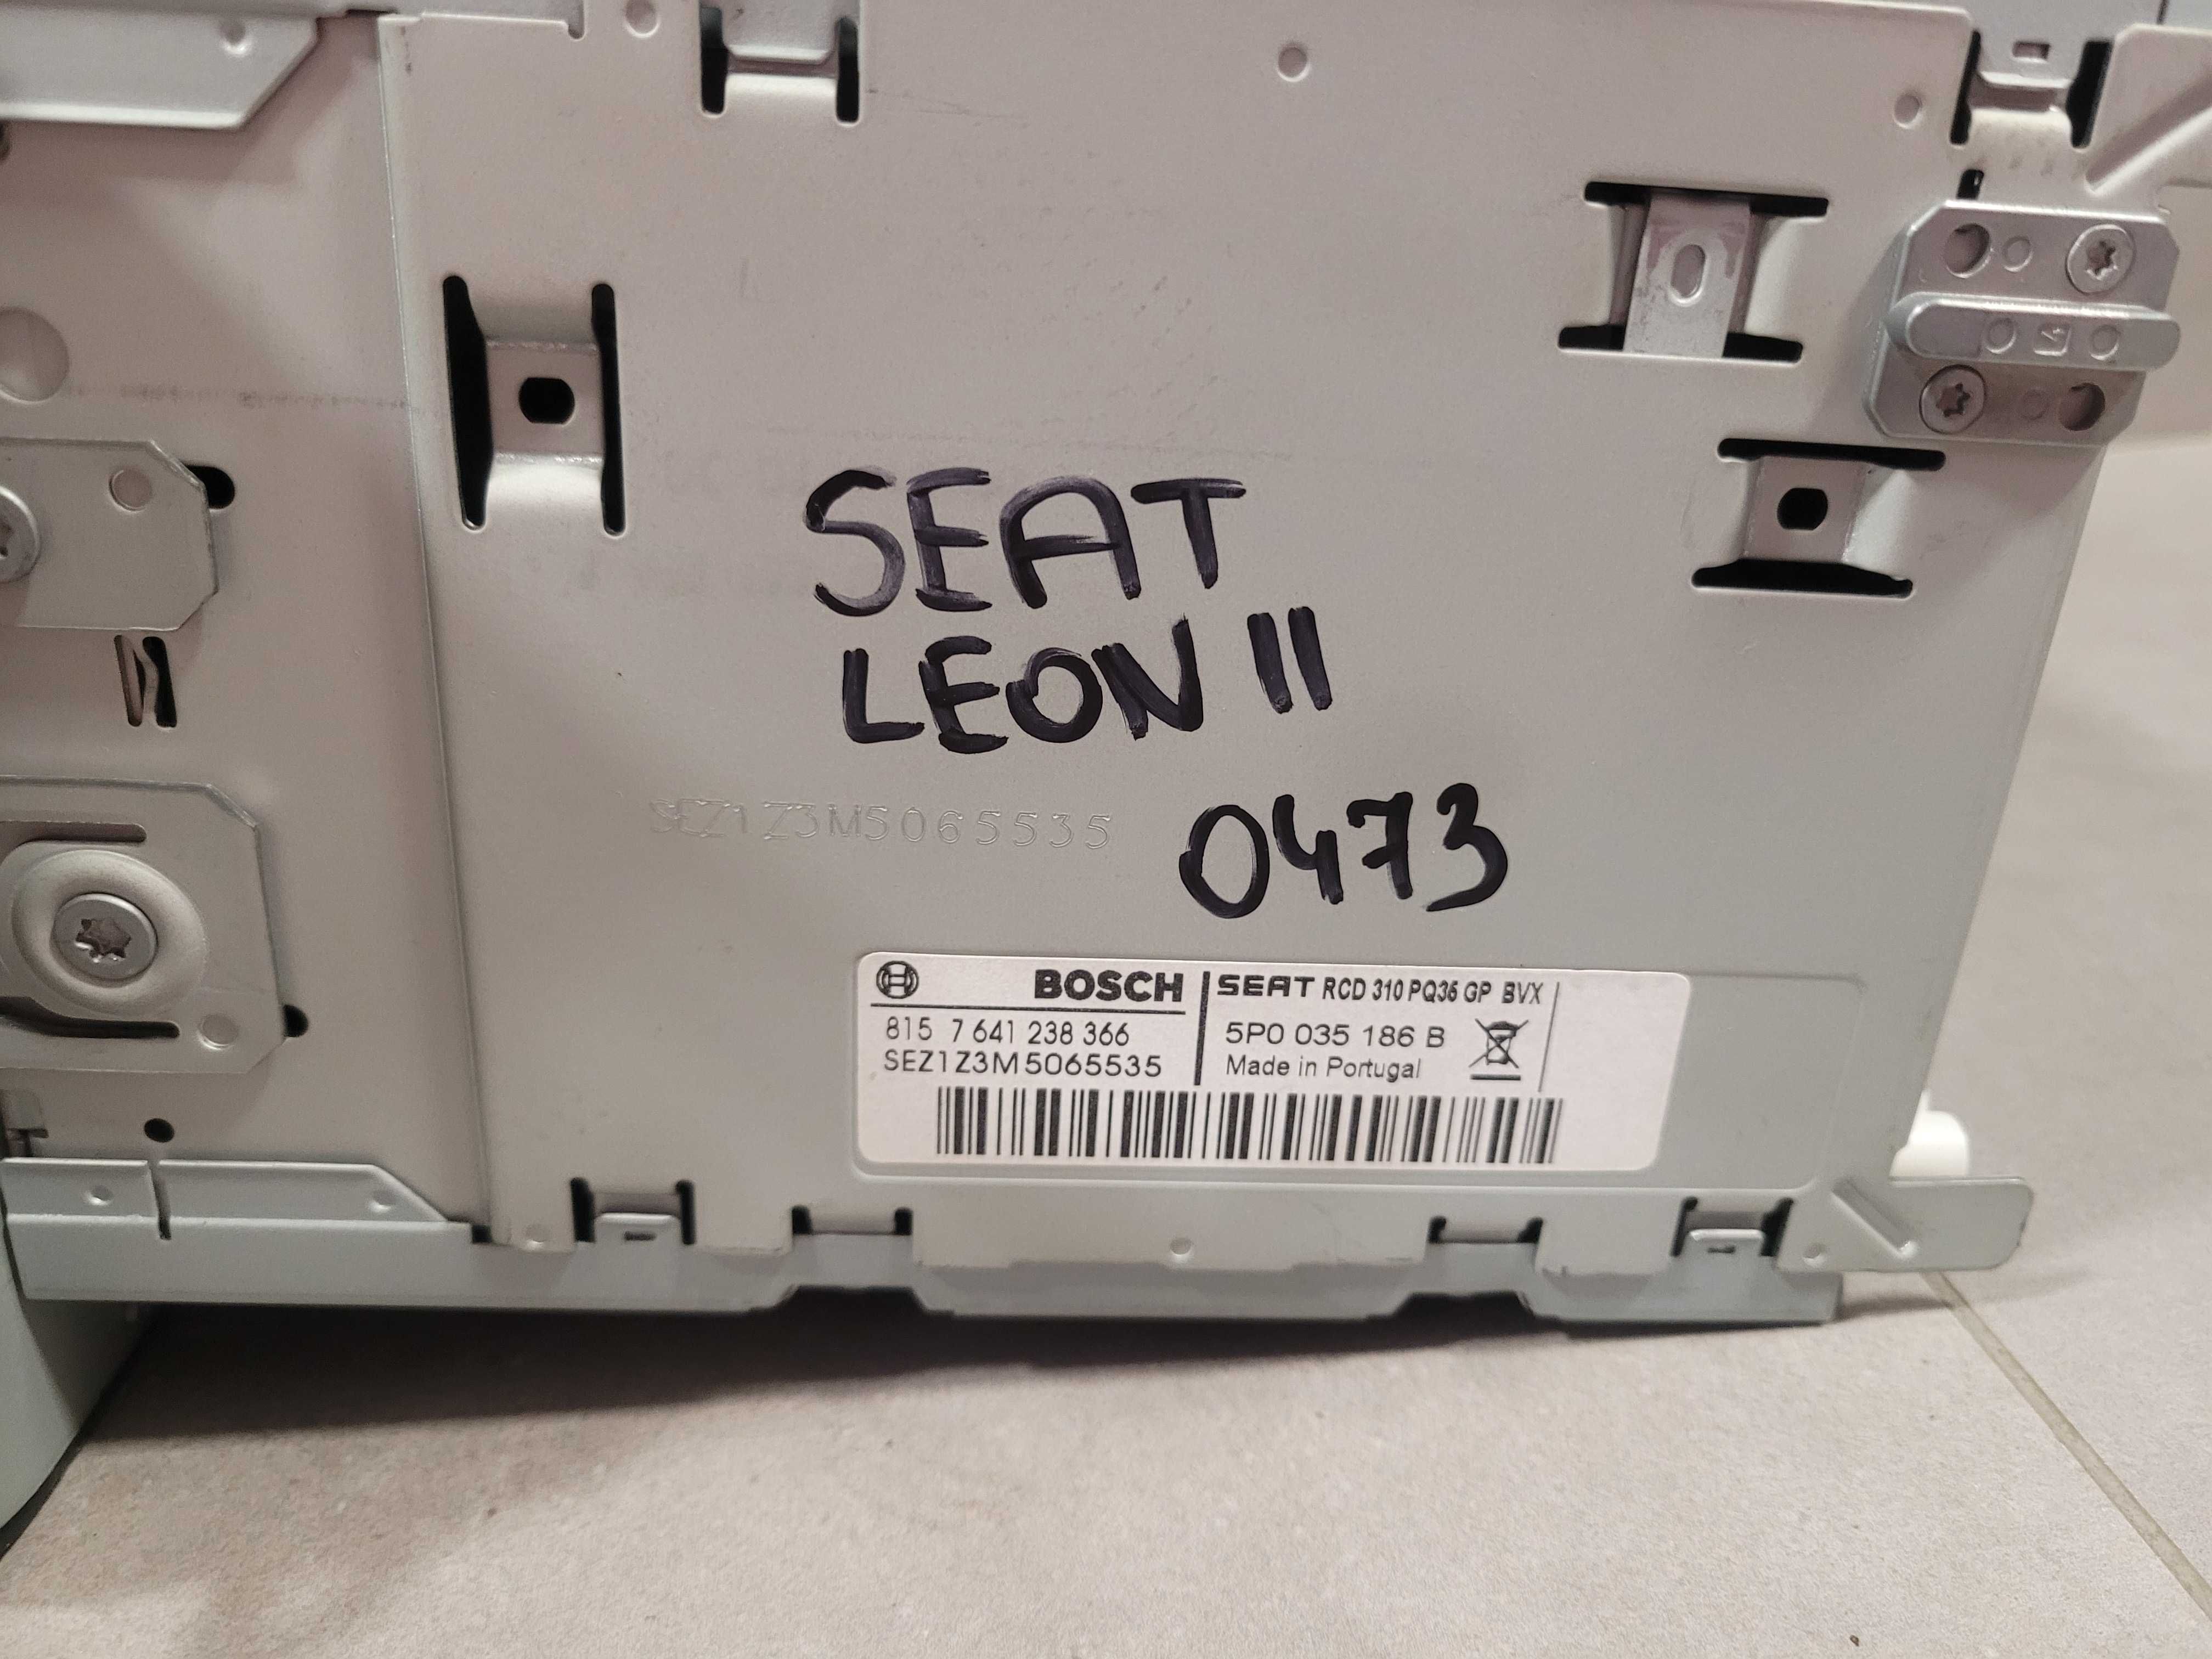 SEAT
LEON II
SEZ1Z3M5065535
0473
BOSCH
815 7 641 238 366
SEZ1Z3M5065535
SEAT RCD 310 PQ35 GP BVX
5P0 035 186 B
Made in Portugal